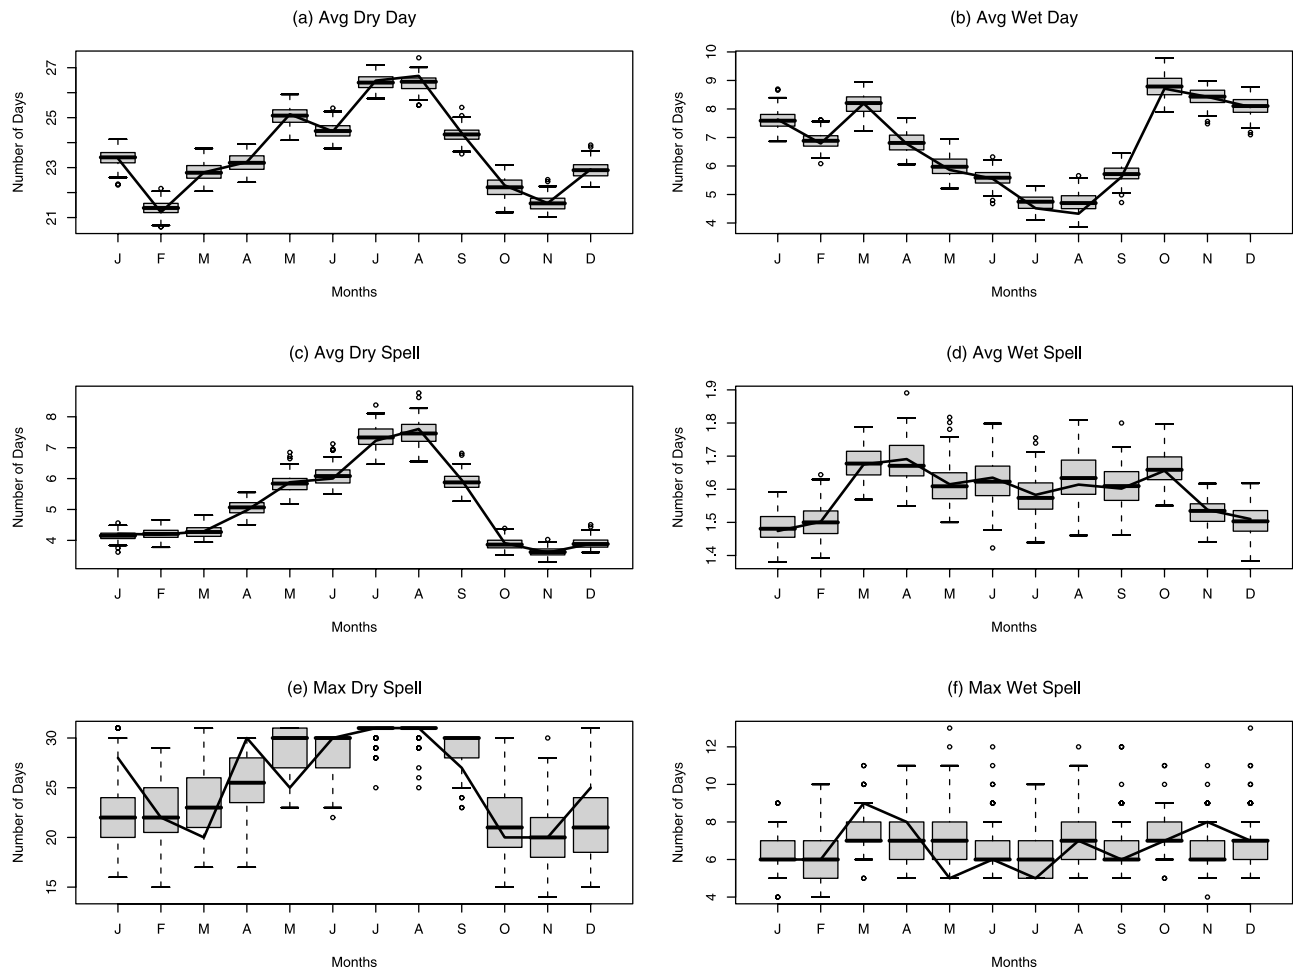 (a) Avg Dry Day
Number of Days
21 23 25 27
J F M A M J J A S O N D
Months
(b) Avg Wet Day
Number of Days
4 5 6 7 8 9 10
J F M A M J J A S O N D
Months
(c) Avg Dry Spell
Number of Days
4 5 6 7 8
J F M A M J J A S O N D
Months
(d) Avg Wet Spell
Number of Days
1.4 1.5 1.6 1.7 1.8 1.9
J F M A M J J A S O N D
Months
(e) Max Dry Spell
Number of Days
15 20 25 30
J F M A M J J A S O N D
Months
(f) Max Wet Spell
Number of Days
4 6 8 10 12
J F M A M J J A S O N D
Months